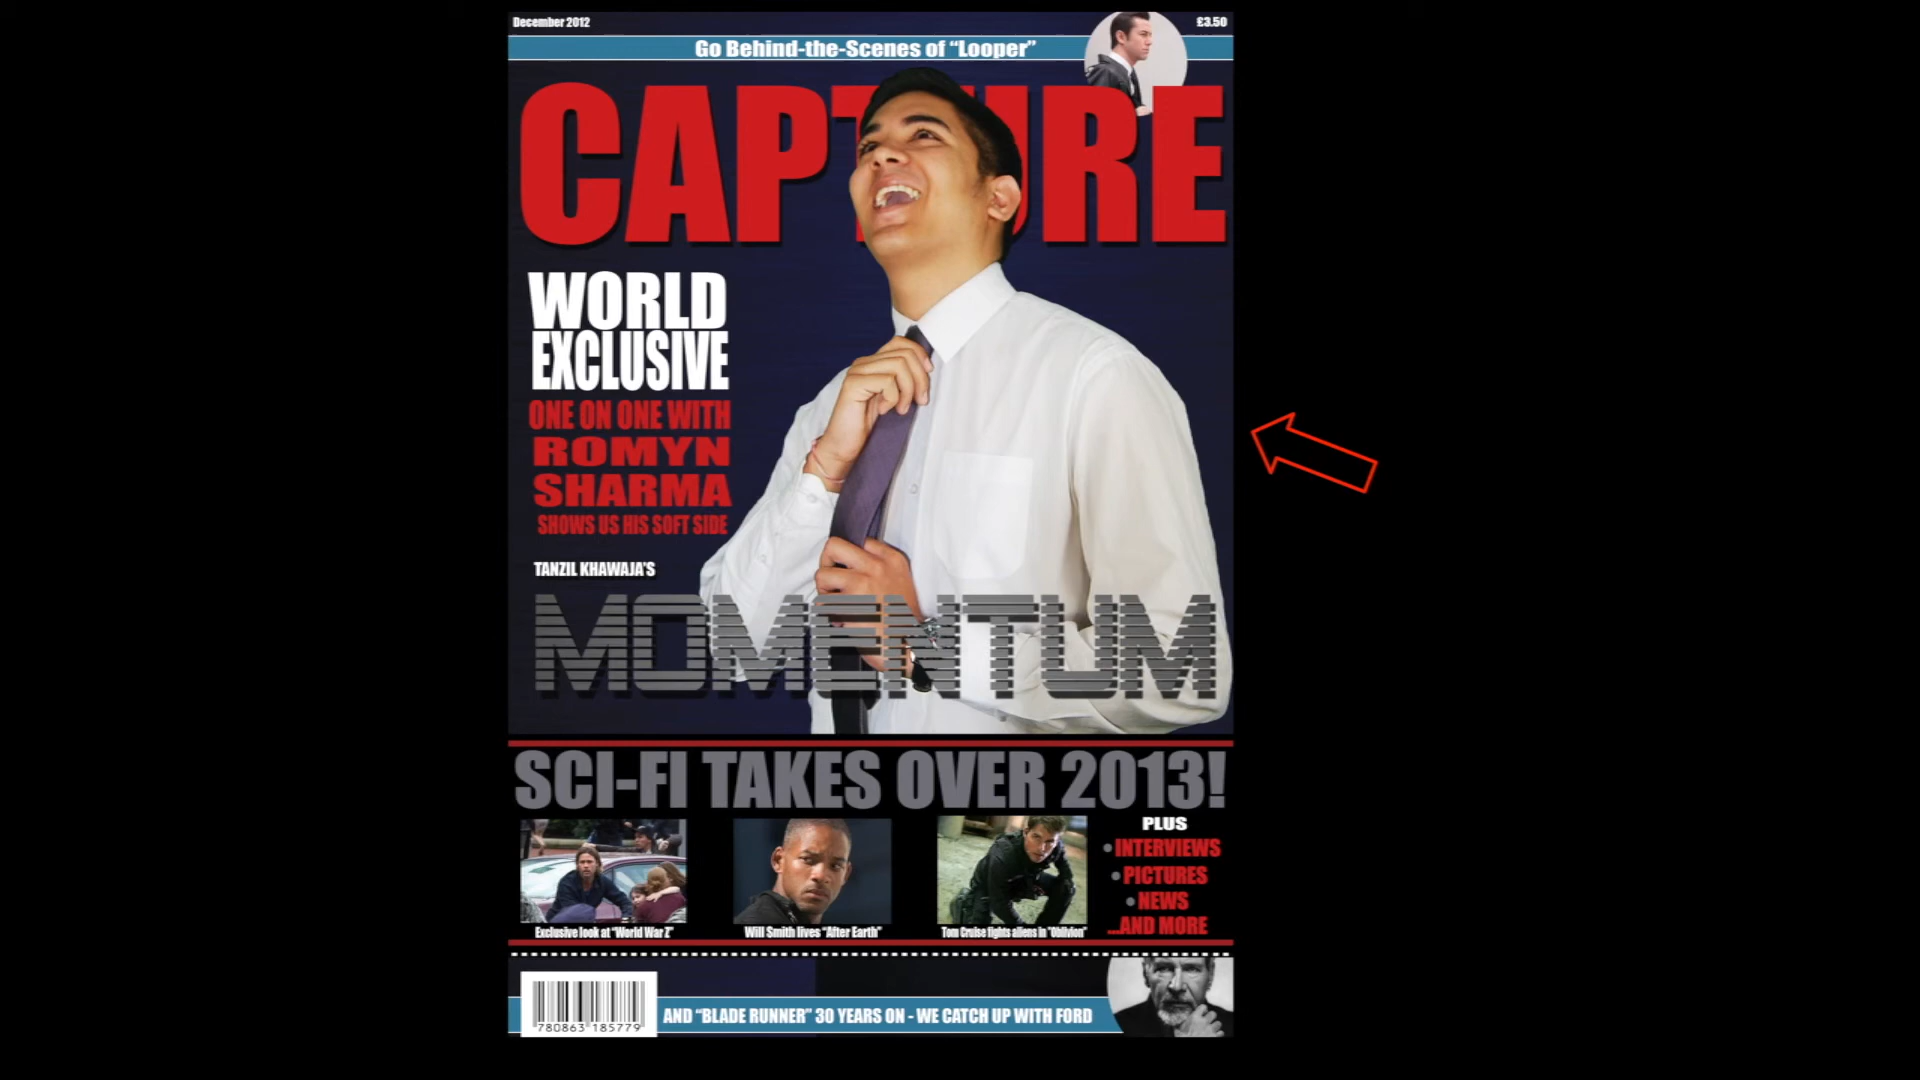 December 2012
£3.50
Go Behind-the-Scenes of “Looper”
CAPTURE
WORLD
EXCLUSIVE
ONE ON ONE WITH
ROMYN
SHARMA
SHOWS US HIS SOFT SIDE
TANZIL KHAWAJA'S
MOMENTUM
SCI-FI TAKES OVER 2013!
Exclusive look at "World War Z"
Will Smith lives "After Earth"
Tom Cruise fights aliens in "Oblivion"
PLUS
• INTERVIEWS
• PICTURES
• NEWS
...AND MORE
780863 185779
AND “BLADE RUNNER” 30 YEARS ON - WE CATCH UP WITH FORD